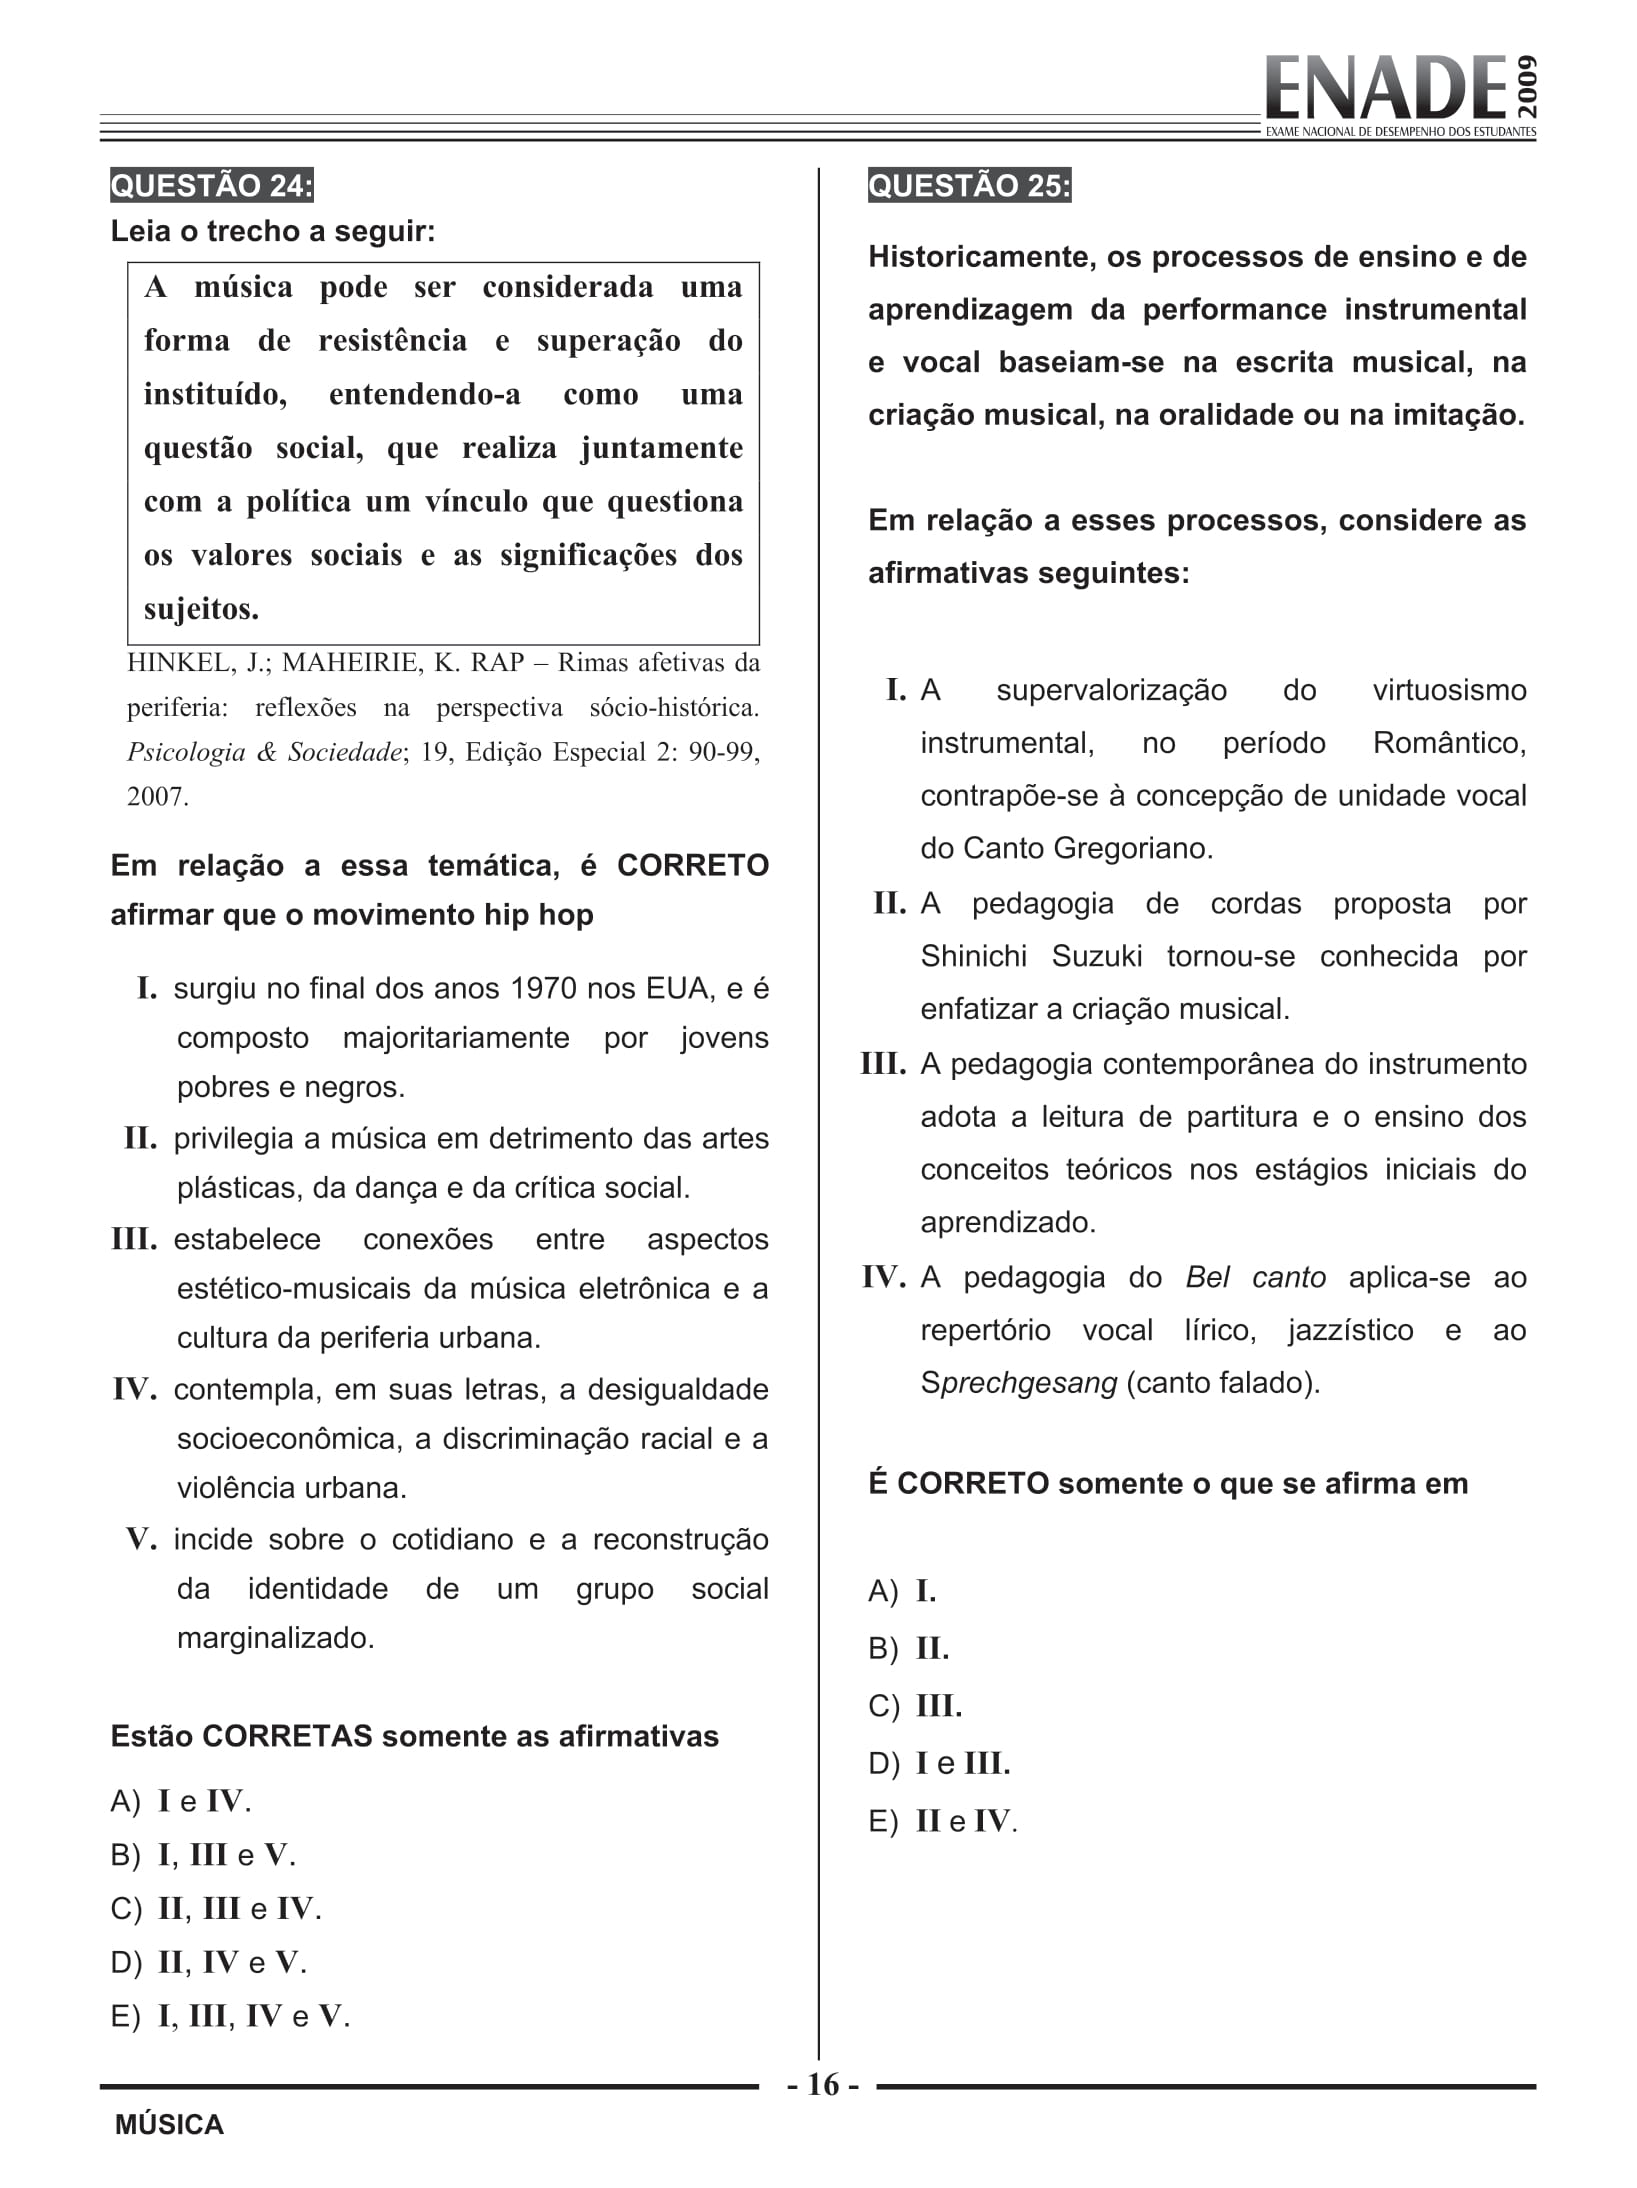 ENADE 2009
EXAME NACIONAL DE DESEMPENHO DOS ESTUDANTES
QUESTÃO 24:
Leia o trecho a seguir:
A música pode ser considerada uma
forma de resistência e superação do
instituído, entendendo-a como uma
questão social, que realiza juntamente
com a política um vínculo que questiona
os valores sociais e as significações dos
sujeitos.
HINKEL, J.; MAHEIRIE, K. RAP – Rimas afetivas da
periferia: reflexões na perspectiva sócio-histórica.
Psicologia & Sociedade; 19, Edição Especial 2: 90-99,
2007.
Em relação a essa temática, é CORRETO
afirmar que o movimento hip hop
I. surgiu no final dos anos 1970 nos EUA, e é
composto majoritariamente por jovens
pobres e negros.
II. privilegia a música em detrimento das artes
plásticas, da dança e da crítica social.
III. estabelece conexões entre aspectos
estético-musicais da música eletrônica e a
cultura da periferia urbana.
IV. contempla, em suas letras, a desigualdade
socioeconômica, a discriminação racial e a
violência urbana.
V. incide sobre o cotidiano e a reconstrução
da identidade de um grupo social
marginalizado.
Estão CORRETAS somente as afirmativas
A) I e IV.
B) I, III e V.
C) II, III e IV.
D) II, IV e V.
E) I, III, IV e V.
QUESTÃO 25:
Historicamente, os processos de ensino e de
aprendizagem da performance instrumental
e vocal baseiam-se na escrita musical, na
criação musical, na oralidade ou na imitação.
Em relação a esses processos, considere as
afirmativas seguintes:
I. A supervalorização do virtuosismo
instrumental, no período Romântico,
contrapõe-se à concepção de unidade vocal
do Canto Gregoriano.
II. A pedagogia de cordas proposta por
Shinichi Suzuki tornou-se conhecida por
enfatizar a criação musical.
III. A pedagogia contemporânea do instrumento
adota a leitura de partitura e o ensino dos
conceitos teóricos nos estágios iniciais do
aprendizado.
IV. A pedagogia do Bel canto aplica-se ao
repertório vocal lírico, jazzístico e ao
Sprechgesang (canto falado).
É CORRETO somente o que se afirma em
A) I.
B) II.
C) III.
D) I e III.
E) II e IV.
- 16 -
MÚSICA